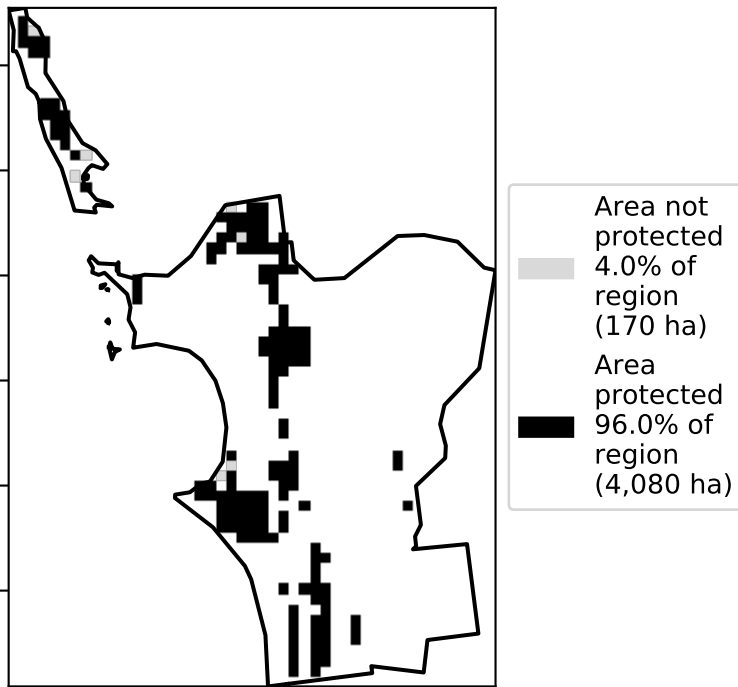 Area not
protected
4.0% of
region
(170 ha)
Area
protected
96.0% of
region
(4,080 ha)